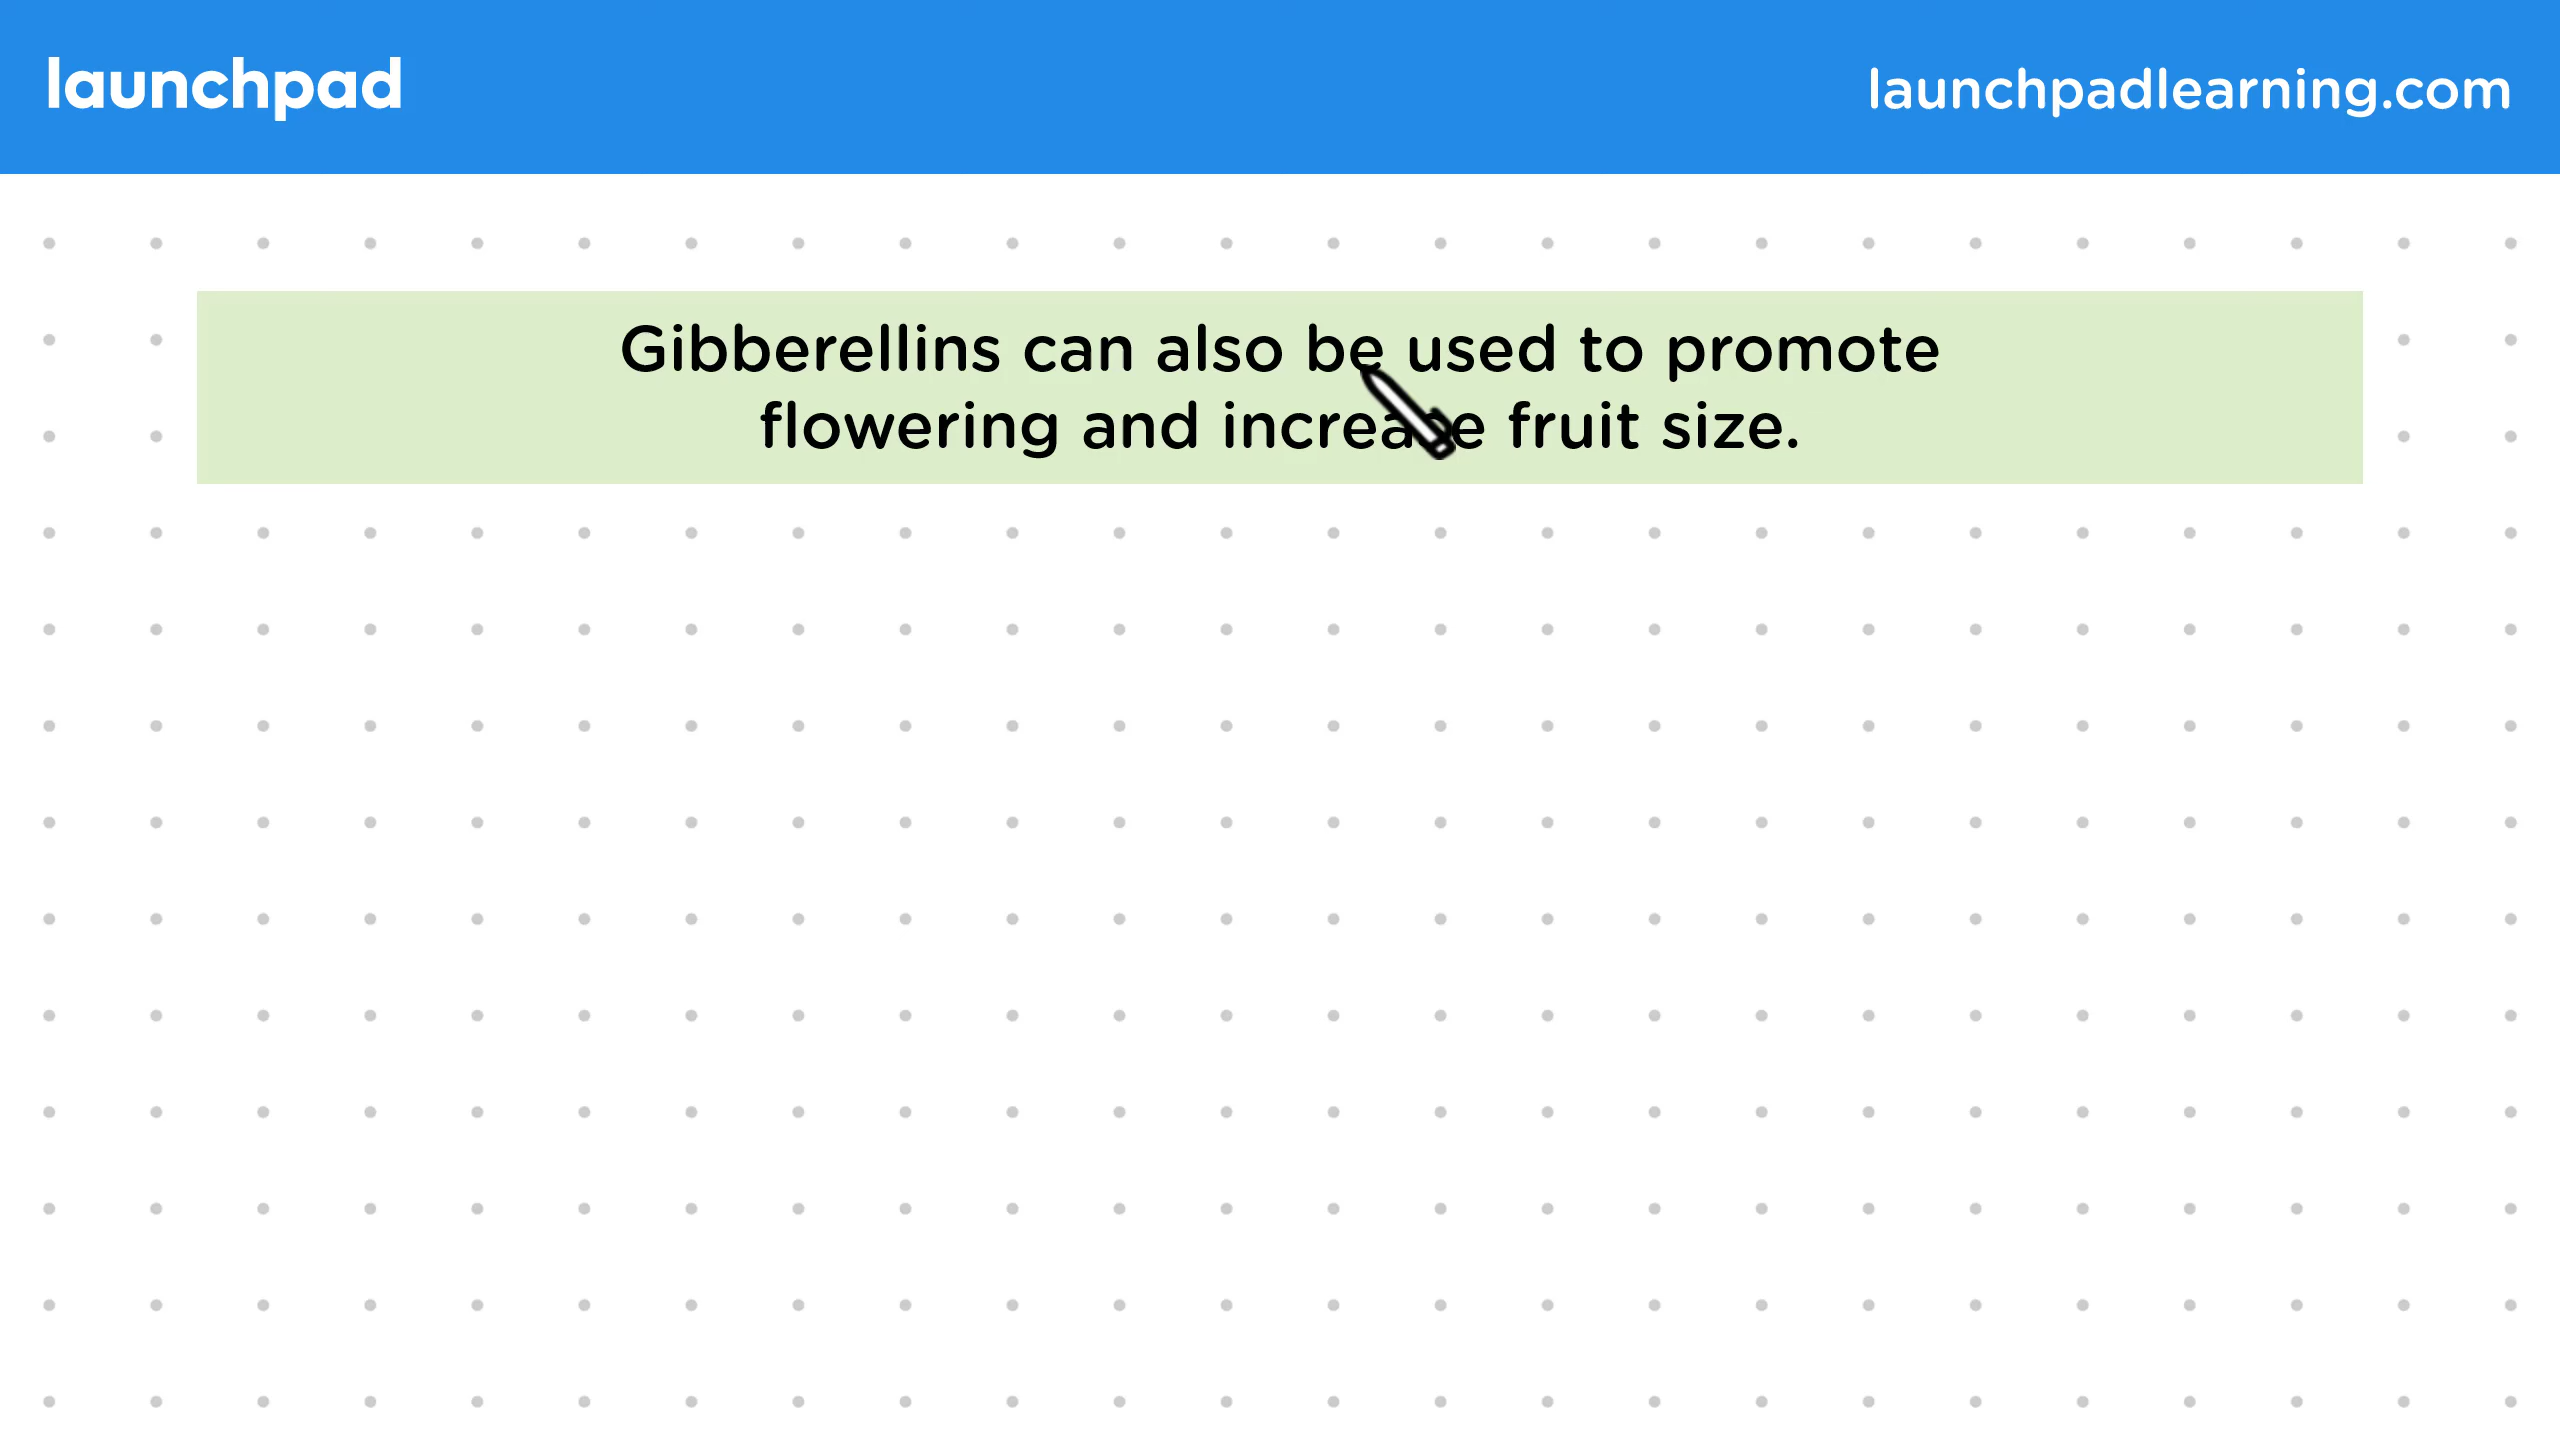 launchpad
launchpadlearning.com
Gibberellins can also be used to promote
flowering and increase fruit size.